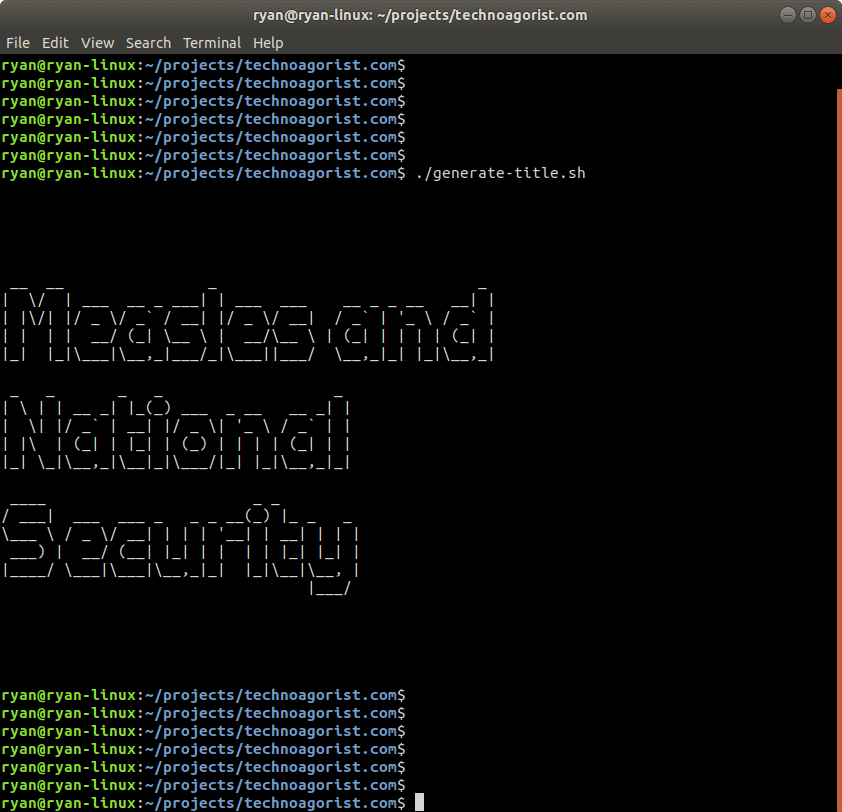 ryan@ryan-linux: ~/projects/technoagorist.com
File Edit View Search Terminal Help
ryan@ryan-linux:~/projects/technoagorist.com$
ryan@ryan-linux:~/projects/technoagorist.com$
ryan@ryan-linux:~/projects/technoagorist.com$
ryan@ryan-linux:~/projects/technoagorist.com$
ryan@ryan-linux:~/projects/technoagorist.com$
ryan@ryan-linux:~/projects/technoagorist.com$
ryan@ryan-linux:~/projects/technoagorist.com$ ./generate-title.sh
Measles and
National
Security
ryan@ryan-linux:~/projects/technoagorist.com$
ryan@ryan-linux:~/projects/technoagorist.com$
ryan@ryan-linux:~/projects/technoagorist.com$
ryan@ryan-linux:~/projects/technoagorist.com$
ryan@ryan-linux:~/projects/technoagorist.com$
ryan@ryan-linux:~/projects/technoagorist.com$
ryan@ryan-linux:~/projects/technoagorist.com$